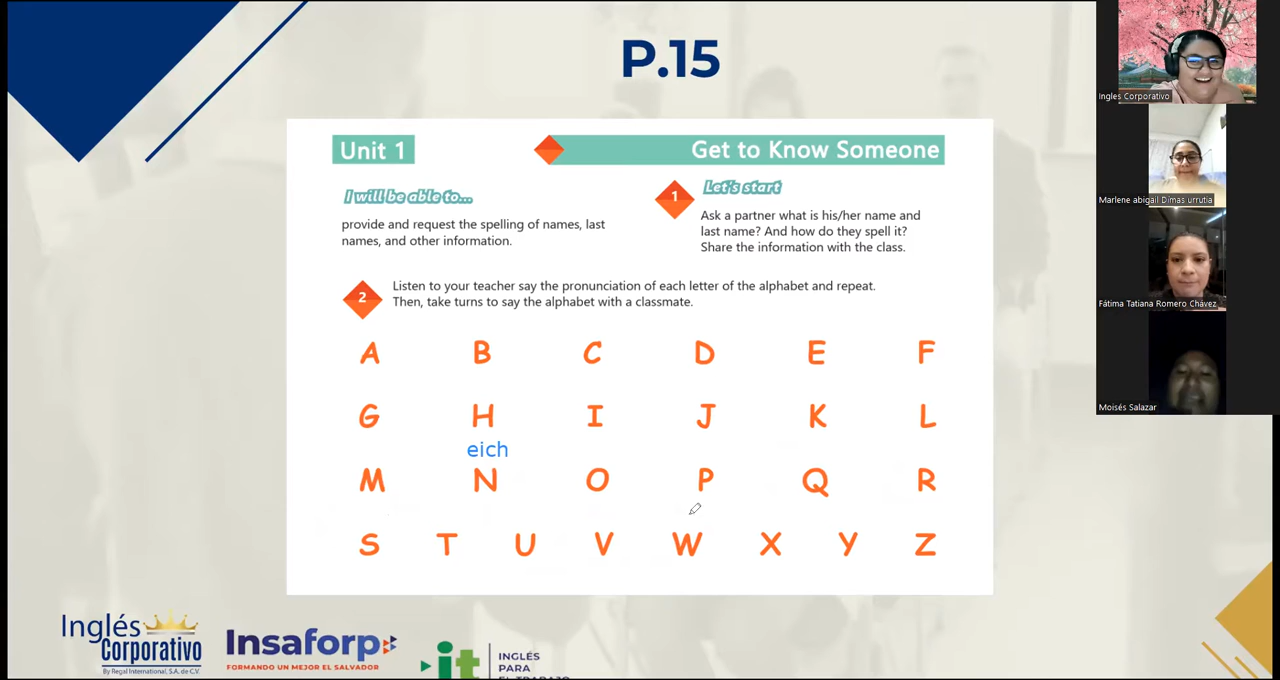 P.15
Unit 1
Get to Know Someone
I will be able to...
provide and request the spelling of names, last
names, and other information.
1
Let's start
Ask a partner what is his/her name and
last name? And how do they spell it?
Share the information with the class.
2
Listen to your teacher say the pronunciation of each letter of the alphabet and repeat.
Then, take turns to say the alphabet with a classmate.
A B C D E F
G H I J K L
eich
M N O P Q R
S T U V W X Y Z
Inglés
Corporativo
By Regal International, S.A. de C.V.
Insaforp
FORMANDO UN MEJOR EL SALVADOR
it
INGLÉS
PARA
EL TRABAJO
Ingles Corporativo
Marlene abigail Dimas urrutia
Fátima Tatiana Romero Chávez
Moisés Salazar